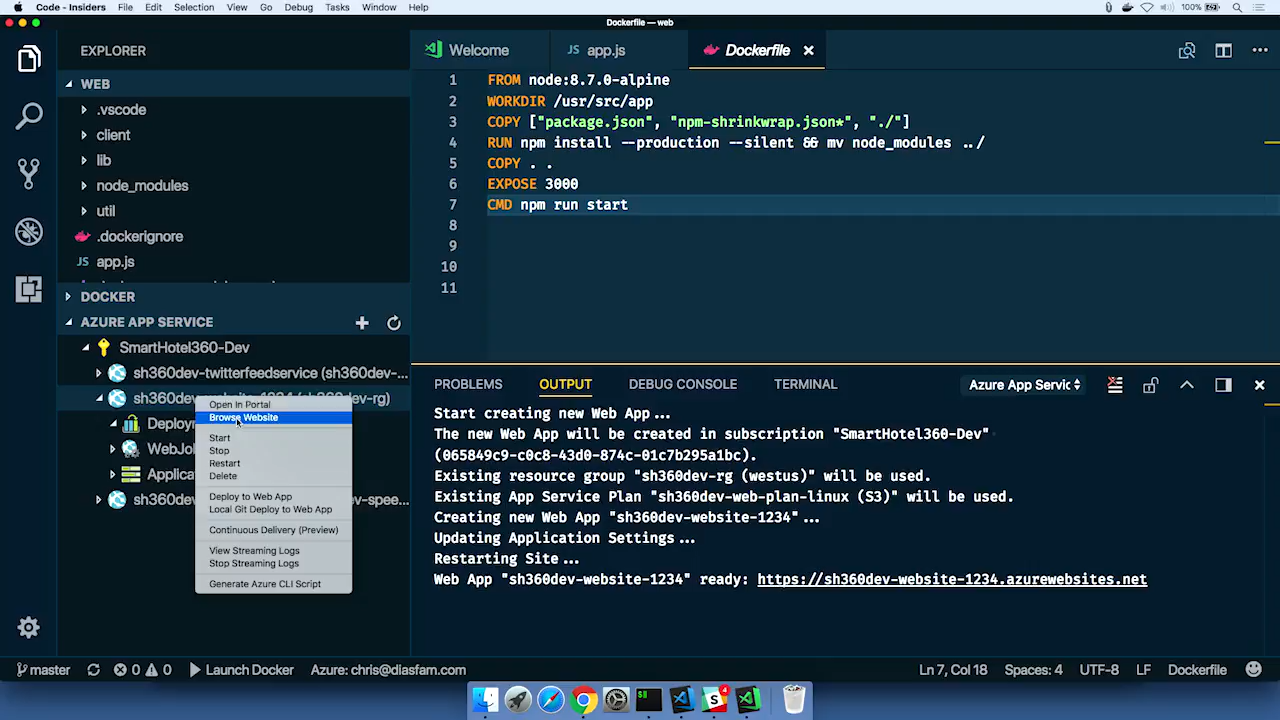 Code - Insiders File Edit Selection View Go Debug Tasks Window Help 100%
Dockerfile — web
EXPLORER
WEB
.vscode
client
lib
node_modules
util
.dockerignore
app.js
DOCKER
AZURE APP SERVICE
SmartHotel360-Dev
sh360dev-twitterfeedservice (sh360dev-...
sh360dev-website-1234 (sh360dev-rg)
Deploym
WebJob
Applicat
sh360dev dev-spee...
Open In Portal
Browse Website
Start
Stop
Restart
Delete
Deploy to Web App
Local Git Deploy to Web App
Continuous Delivery (Preview)
View Streaming Logs
Stop Streaming Logs
Generate Azure CLI Script
Welcome JS app.js Dockerfile
1 FROM node:8.7.0-alpine
2 WORKDIR /usr/src/app
3 COPY ["package.json", "npm-shrinkwrap.json*", "./"]
4 RUN npm install --production --silent && mv node_modules ../
5 COPY . .
6 EXPOSE 3000
7 CMD npm run start
8
9
10
11
PROBLEMS OUTPUT DEBUG CONSOLE TERMINAL Azure App Servic
Start creating new Web App...
The new Web App will be created in subscription "SmartHotel360-Dev"
(065849c9-c0c8-43d0-874c-01c7b295a1bc).
Existing resource group "sh360dev-rg (westus)" will be used.
Existing App Service Plan "sh360dev-web-plan-linux (S3)" will be used.
Creating new Web App "sh360dev-website-1234"...
Updating Application Settings...
Restarting Site...
Web App "sh360dev-website-1234" ready: https://sh360dev-website-1234.azurewebsites.net
master 0 0 Launch Docker Azure: chris@diasfam.com Ln 7, Col 18 Spaces: 4 UTF-8 LF Dockerfile
4